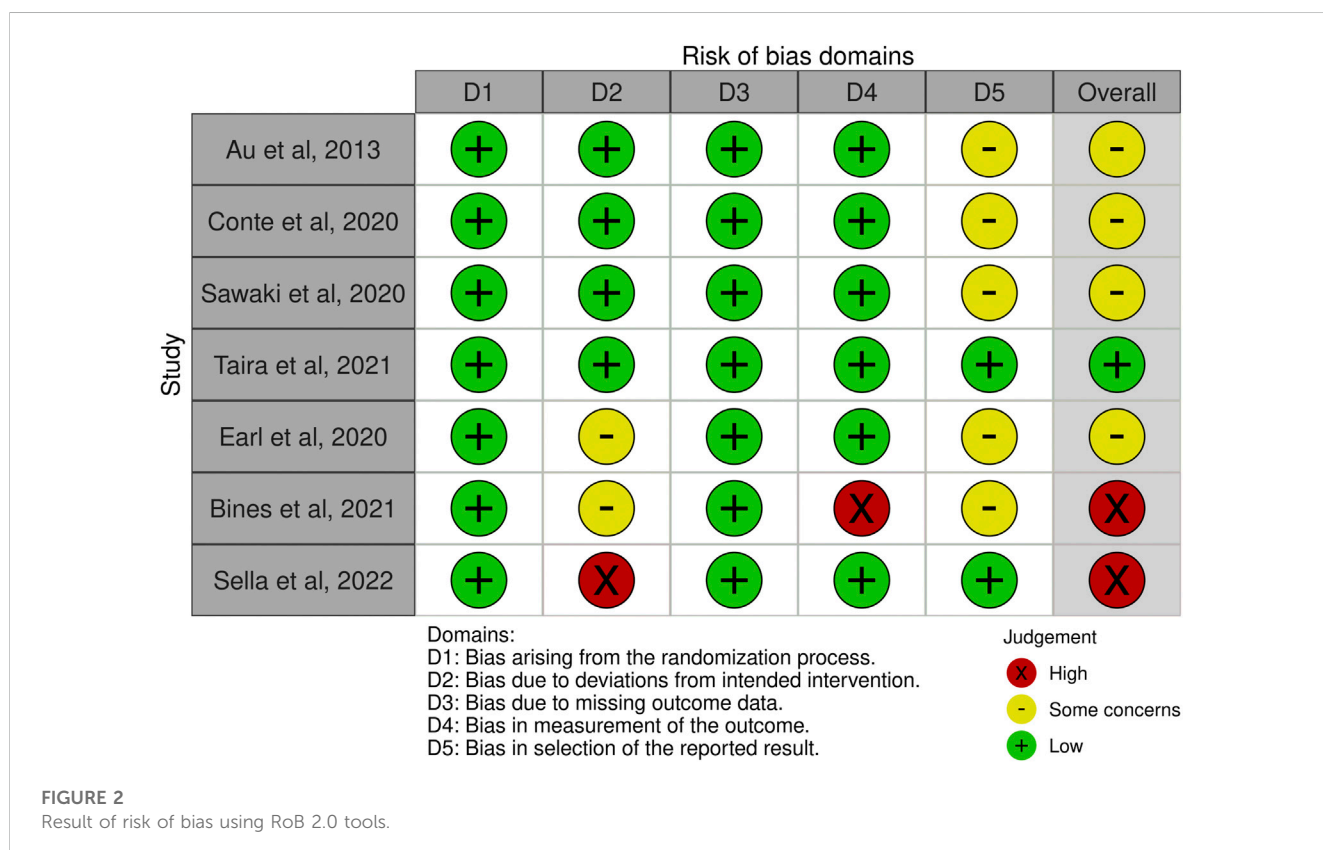 Risk of bias domains
D1 D2 D3 D4 D5 Overall
Study
Au et al, 2013 + + + + - -
Conte et al, 2020 + + + + - -
Sawaki et al, 2020 + + + + - -
Taira et al, 2021 + + + + + +
Earl et al, 2020 + - + + - -
Bines et al, 2021 + - + X - X
Sella et al, 2022 + X + + + X
Domains:
D1: Bias arising from the randomization process.
D2: Bias due to deviations from intended intervention.
D3: Bias due to missing outcome data.
D4: Bias in measurement of the outcome.
D5: Bias in selection of the reported result.
Judgement
X High
- Some concerns
+ Low
FIGURE 2
Result of risk of bias using RoB 2.0 tools.